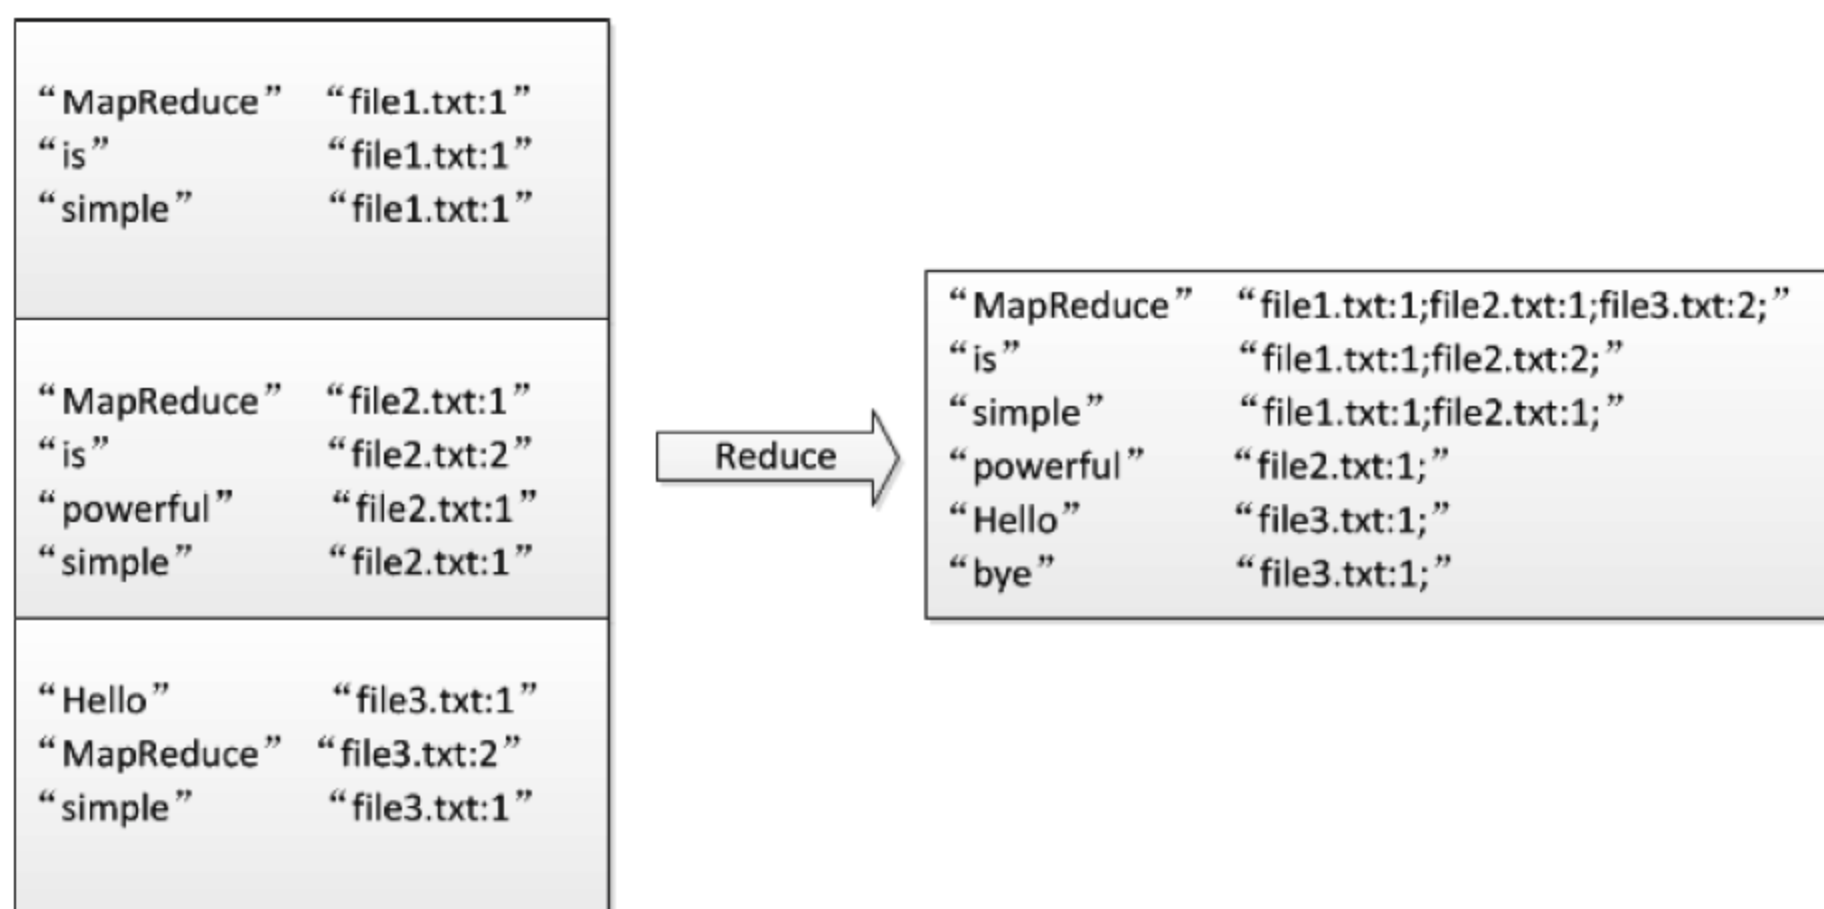 “MapReduce” “file1.txt:1”
“is” “file1.txt:1”
“simple” “file1.txt:1”
“MapReduce” “file2.txt:1”
“is” “file2.txt:2”
“powerful” “file2.txt:1”
“simple” “file2.txt:1”
“Hello” “file3.txt:1”
“MapReduce” “file3.txt:2”
“simple” “file3.txt:1”
Reduce
“MapReduce” “file1.txt:1;file2.txt:1;file3.txt:2;”
“is” “file1.txt:1;file2.txt:2;”
“simple” “file1.txt:1;file2.txt:1;”
“powerful” “file2.txt:1;”
“Hello” “file3.txt:1;”
“bye” “file3.txt:1;”